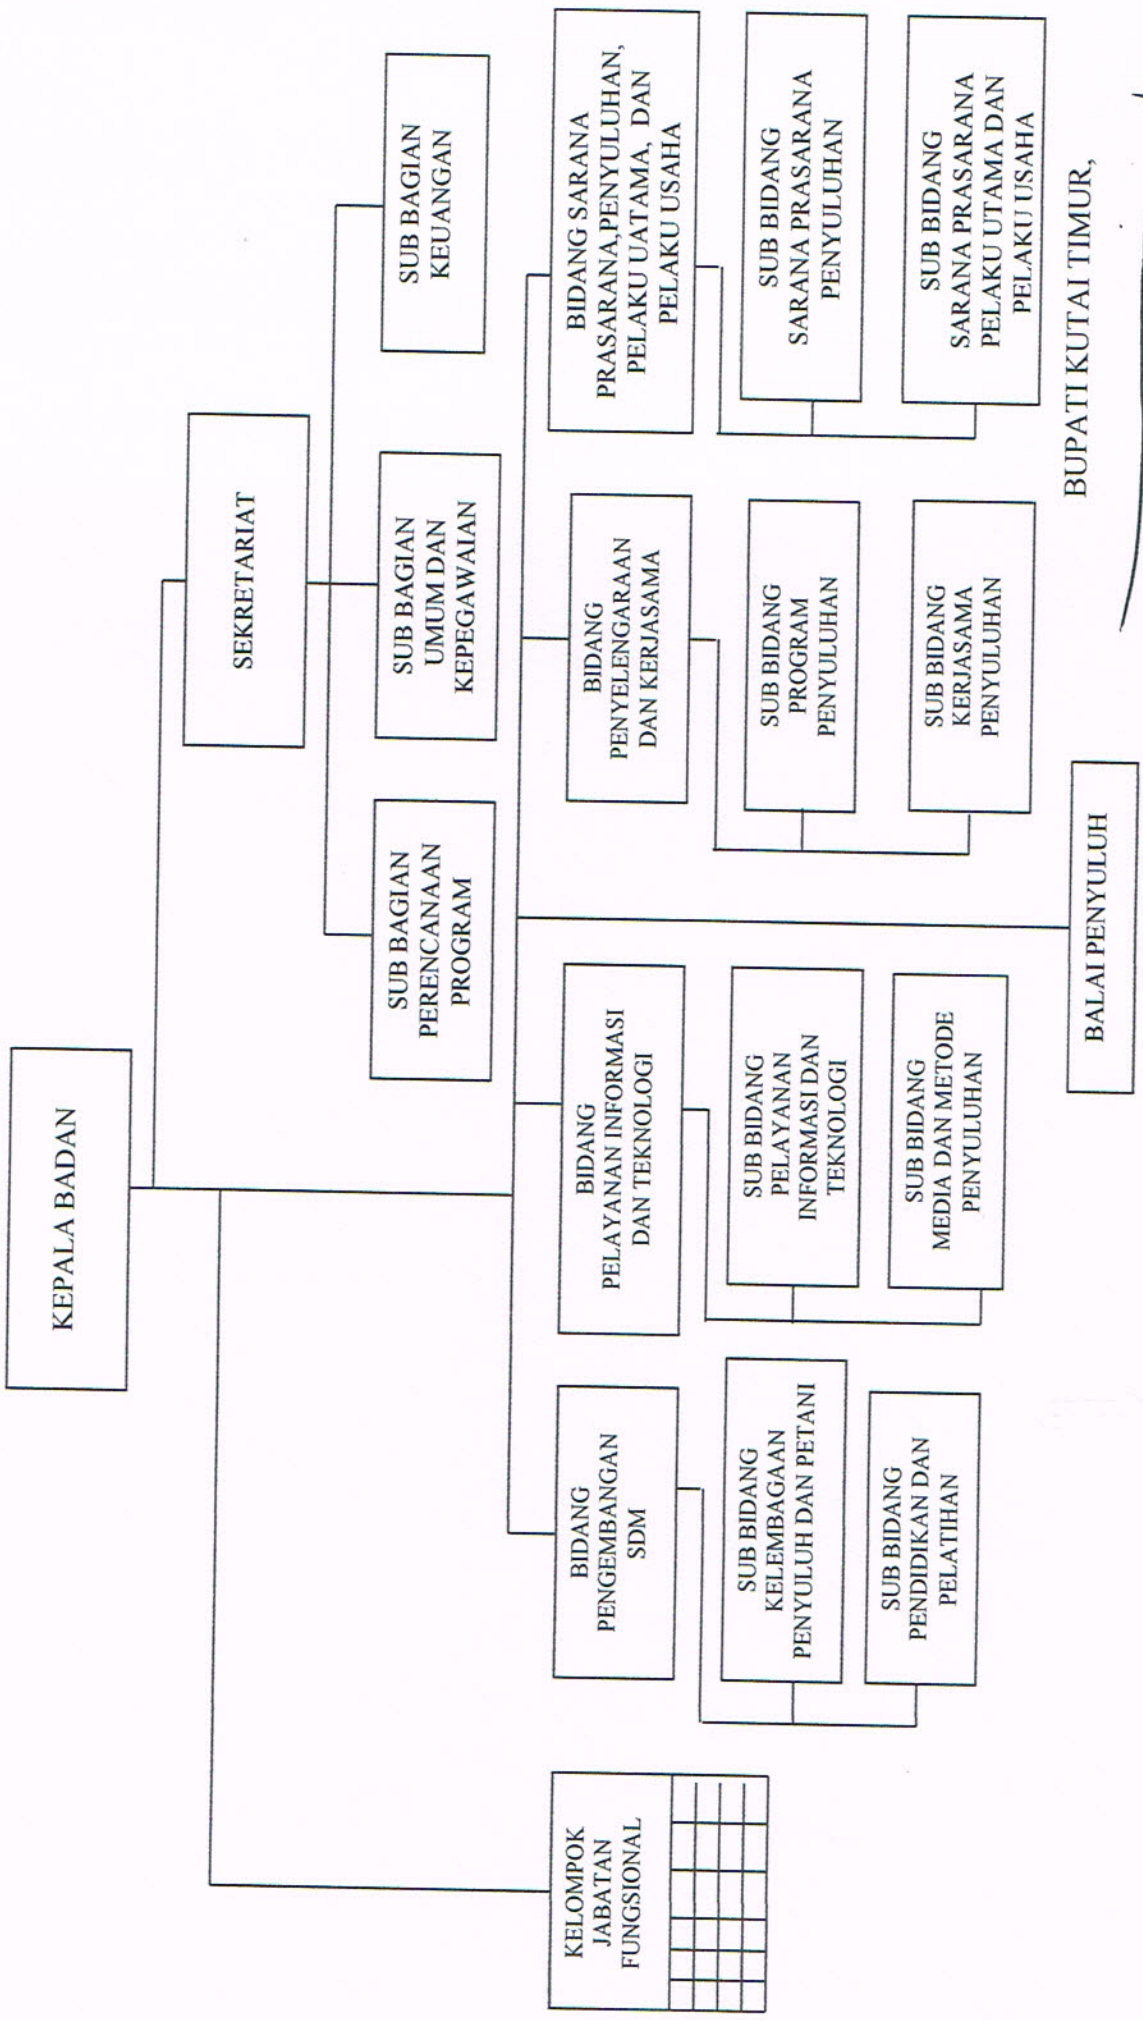 KEPALA BADAN
SEKRETARIAT
SUB BAGIAN
PERENCANAAN
PROGRAM
SUB BAGIAN
UMUM DAN
KEPEGAWAIAN
SUB BAGIAN
KEUANGAN
KELOMPOK
JABATAN
FUNGSIONAL
BIDANG
PENGEMBANGAN
SDM
SUB BIDANG
KELEMBAGAAN
PENYULUH DAN PETANI
SUB BIDANG
PENDIDIKAN DAN
PELATIHAN
BIDANG
PELAYANAN INFORMASI
DAN TEKNOLOGI
SUB BIDANG
PELAYANAN
INFORMASI DAN
TEKNOLOGI
SUB BIDANG
MEDIA DAN METODE
PENYULUHAN
BIDANG
PENYELENGARAAN
DAN KERJASAMA
SUB BIDANG
PROGRAM
PENYULUHAN
SUB BIDANG
KERJASAMA
PENYULUHAN
BIDANG SARANA
PRASARANA,PENYULUHAN,
PELAKU UATAMA, DAN
PELAKU USAHA
SUB BIDANG
SARANA PRASARANA
PENYULUHAN
SUB BIDANG
SARANA PRASARANA
PELAKU UTAMA DAN
PELAKU USAHA
BALAI PENYULUH
BUPATI KUTAI TIMUR,